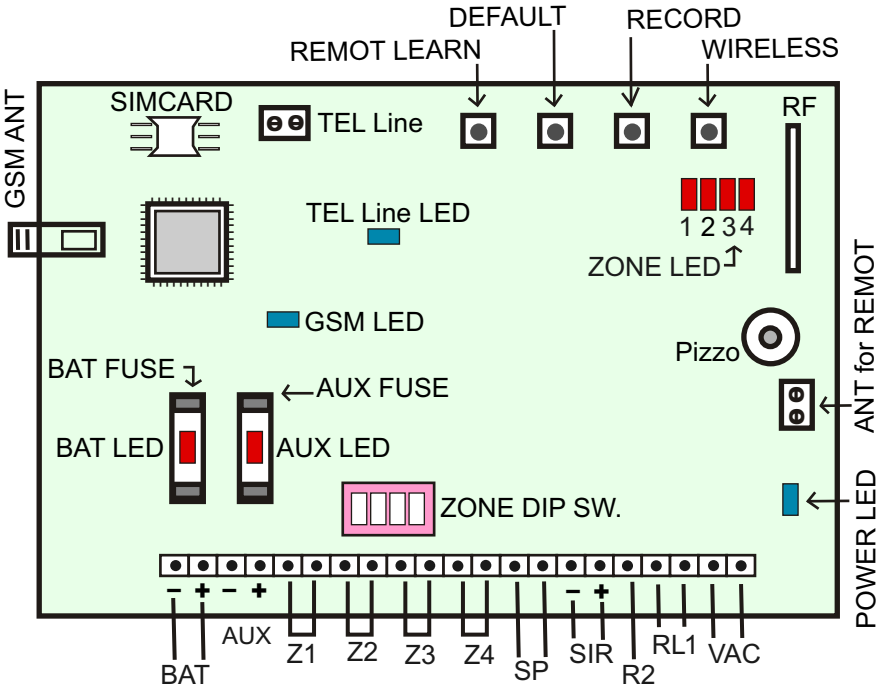 DEFAULT
RECORD
REMOT LEARN
WIRELESS
SIMCARD
RF
TEL Line
GSM ANT
TEL Line LED
1 2 3 4
ZONE LED
GSM LED
Pizzo
ANT for REMOT
BAT FUSE
AUX FUSE
BAT LED
AUX LED
ZONE DIP SW.
POWER LED
- + - + - +
AUX
Z1
Z2
Z3
Z4
SP
SIR
R2
RL1
VAC
BAT